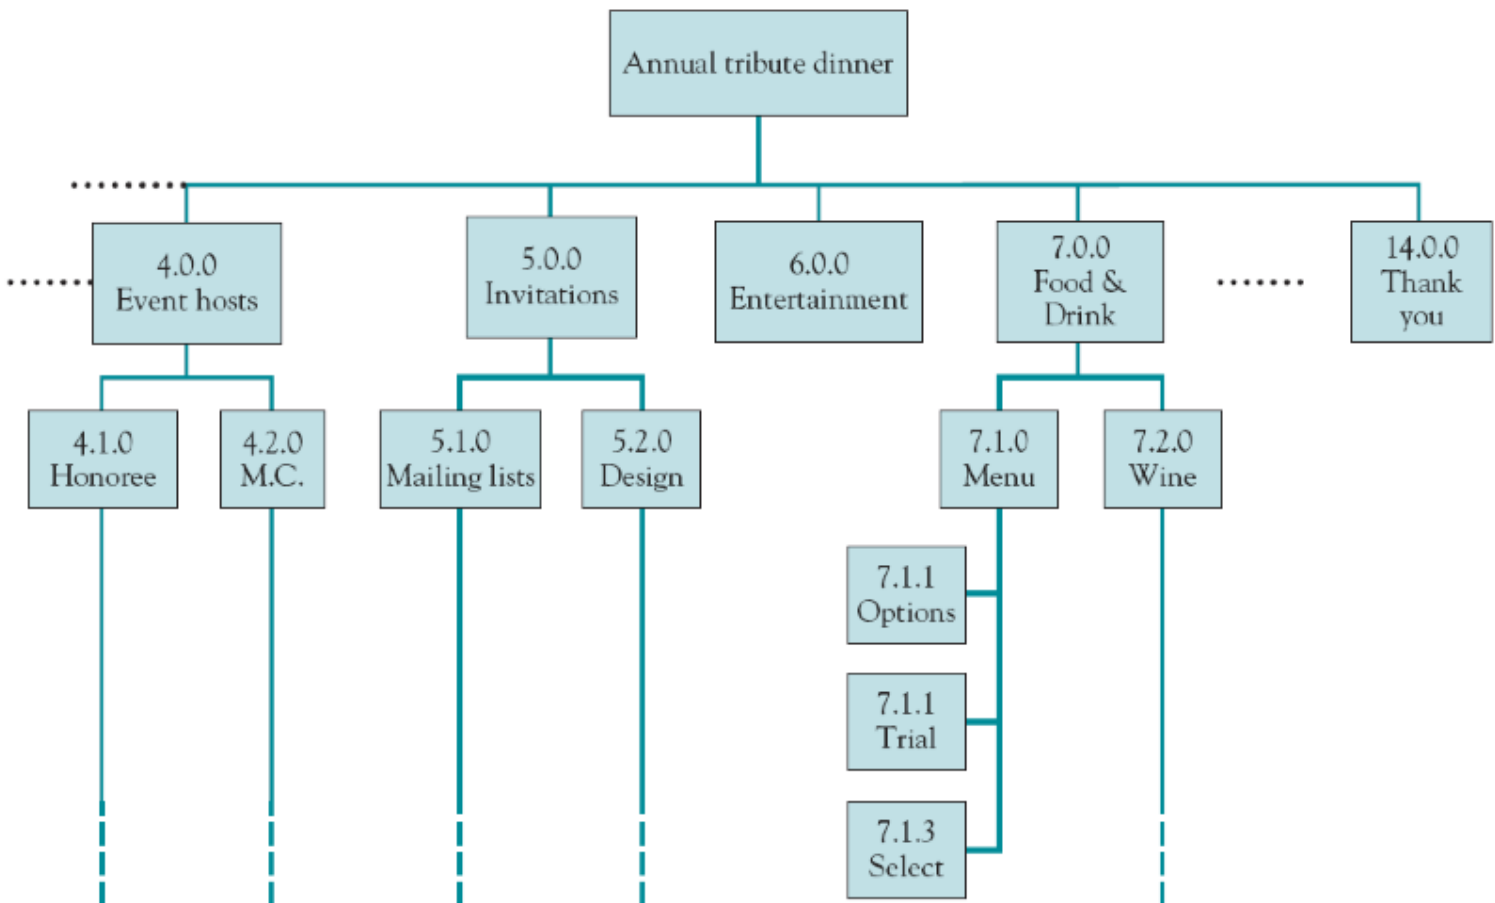 Annual tribute dinner
4.0.0
Event hosts
5.0.0
Invitations
6.0.0
Entertainment
7.0.0
Food &
Drink
14.0.0
Thank
you
4.1.0
Honoree
4.2.0
M.C.
5.1.0
Mailing lists
5.2.0
Design
7.1.0
Menu
7.2.0
Wine
7.1.1
Options
7.1.1
Trial
7.1.3
Select